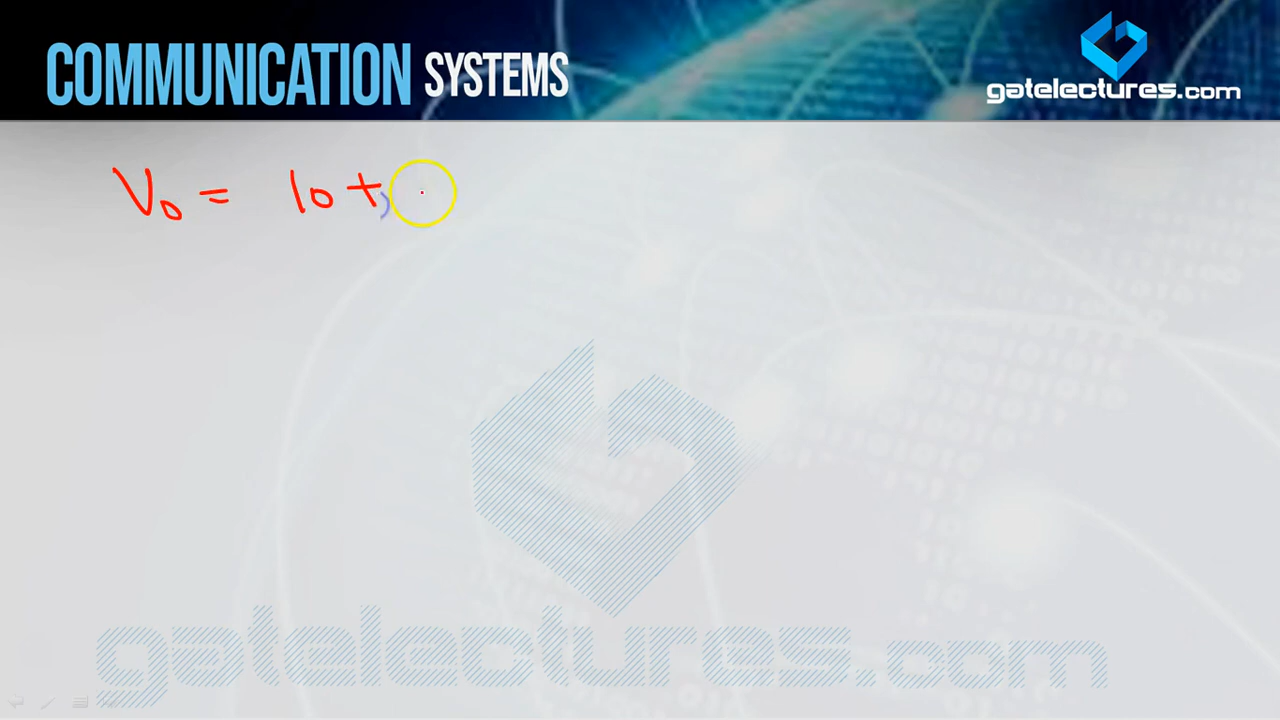 COMMUNICATION SYSTEMS
gatelectures.com
V₀ = 10 +
gatelectures.com